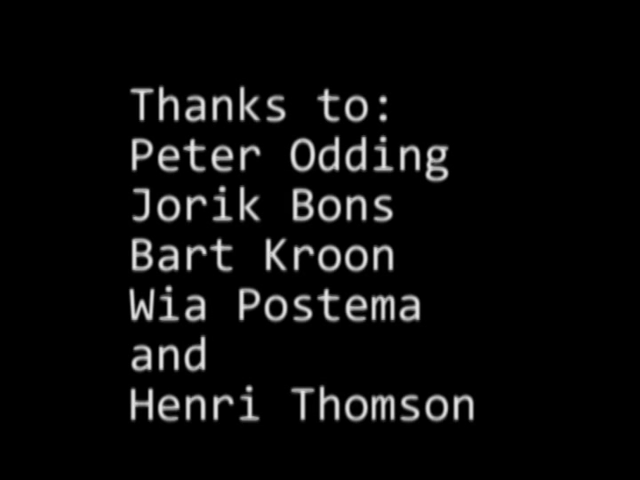 Thanks to:
Peter Odding
Jorik Bons
Bart Kroon
Wia Postema
and
Henri Thomson